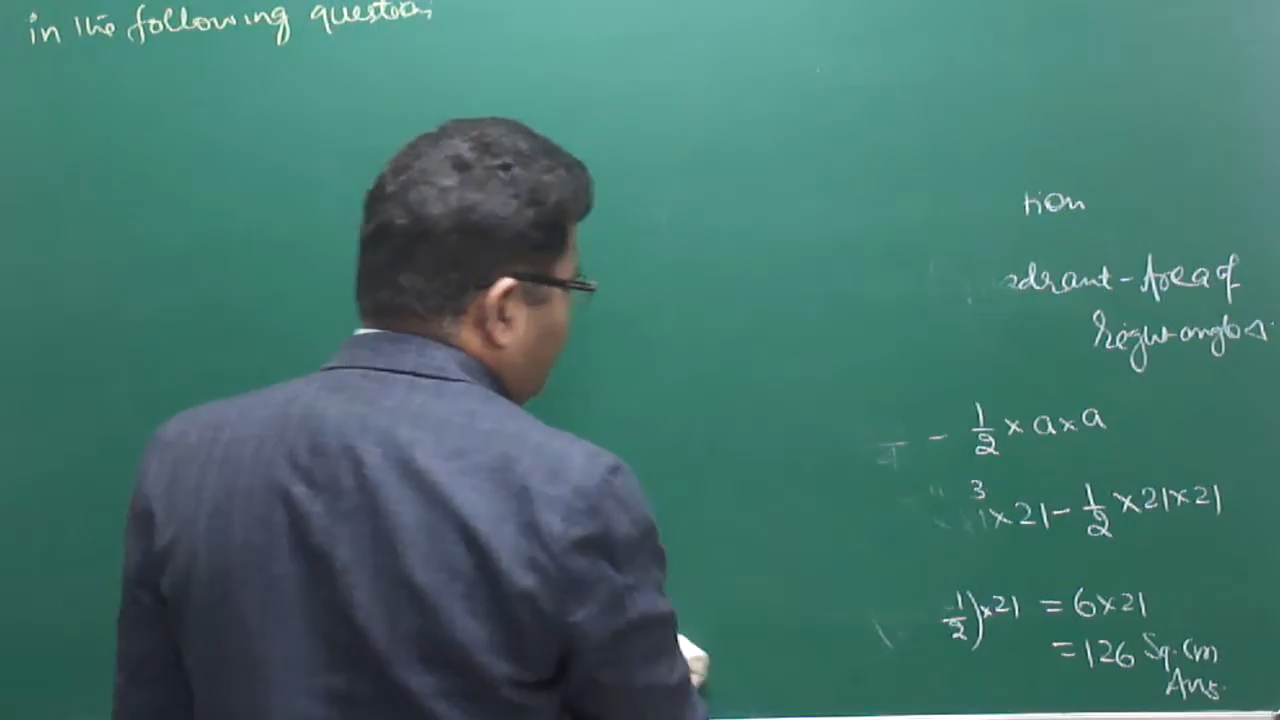 in the following question,
tion
adrant - Area of
right angle △
- 1/2 × a × a
3
× 21 - 1/2 × 21 × 21
1/2) × 21 = 6 × 21
= 126 Sq. Cm
Ans.